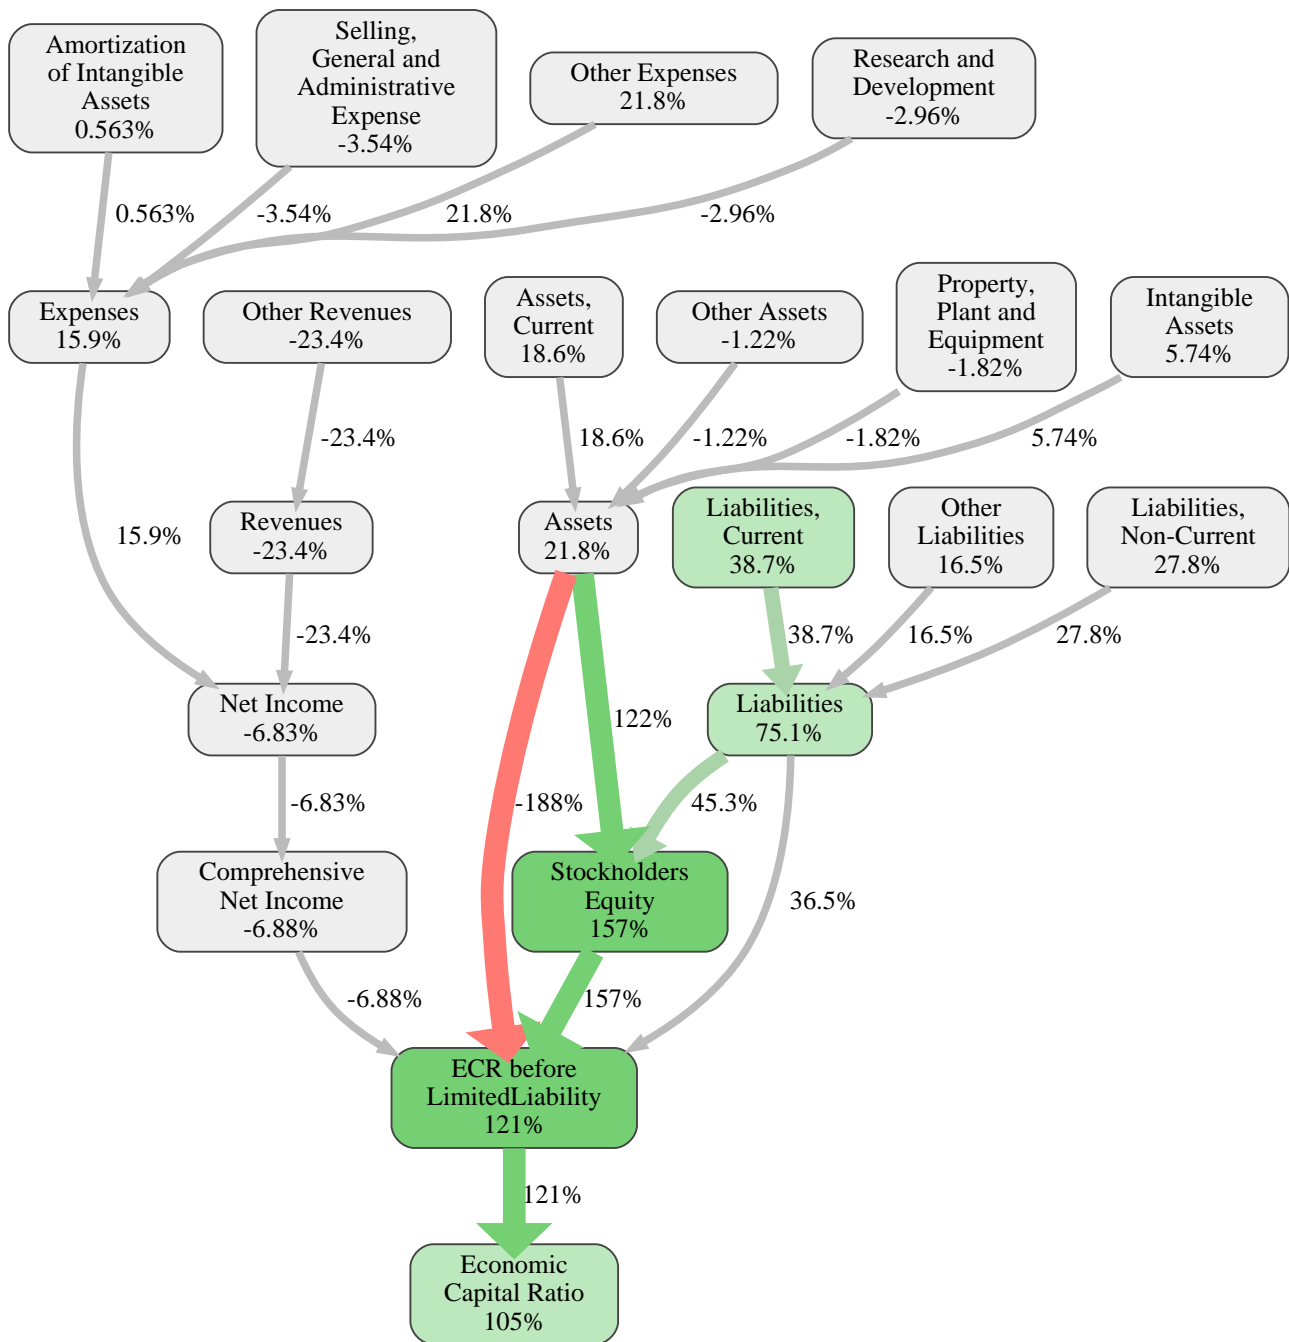 Amortization
of Intangible
Assets
0.563%
Selling,
General and
Administrative
Expense
-3.54%
Other Expenses
21.8%
Research and
Development
-2.96%
0.563%
-3.54%
21.8%
-2.96%
Expenses
15.9%
Other Revenues
-23.4%
Assets,
Current
18.6%
Other Assets
-1.22%
Property,
Plant and
Equipment
-1.82%
Intangible
Assets
5.74%
-23.4%
18.6%
-1.22%
-1.82%
5.74%
15.9%
Revenues
-23.4%
Assets
21.8%
Liabilities,
Current
38.7%
Other
Liabilities
16.5%
Liabilities,
Non-Current
27.8%
-23.4%
38.7%
16.5%
27.8%
Net Income
-6.83%
122%
Liabilities
75.1%
-6.83%
-188%
45.3%
Comprehensive
Net Income
-6.88%
Stockholders
Equity
157%
36.5%
-6.88%
157%
ECR before
LimitedLiability
121%
121%
Economic
Capital Ratio
105%